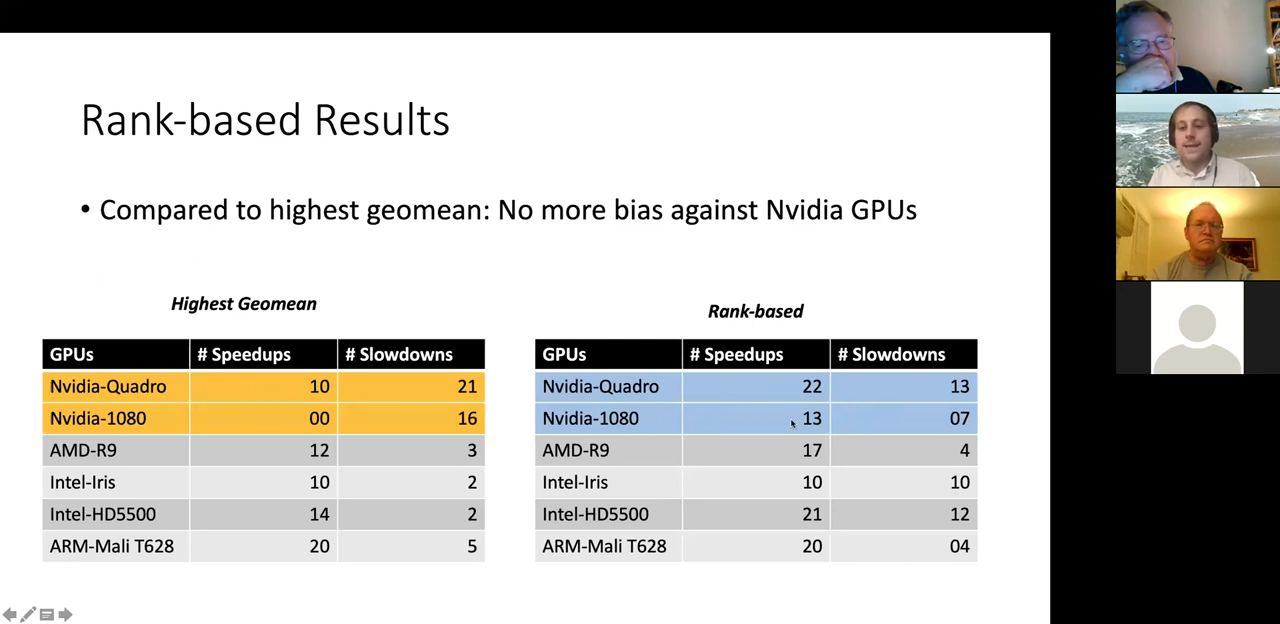 Rank-based Results
• Compared to highest geomean: No more bias against Nvidia GPUs
Highest Geomean
GPUs # Speedups # Slowdowns
Nvidia-Quadro 10 21
Nvidia-1080 00 16
AMD-R9 12 3
Intel-Iris 10 2
Intel-HD5500 14 2
ARM-Mali T628 20 5
Rank-based
GPUs # Speedups # Slowdowns
Nvidia-Quadro 22 13
Nvidia-1080 13 07
AMD-R9 17 4
Intel-Iris 10 10
Intel-HD5500 21 12
ARM-Mali T628 20 04